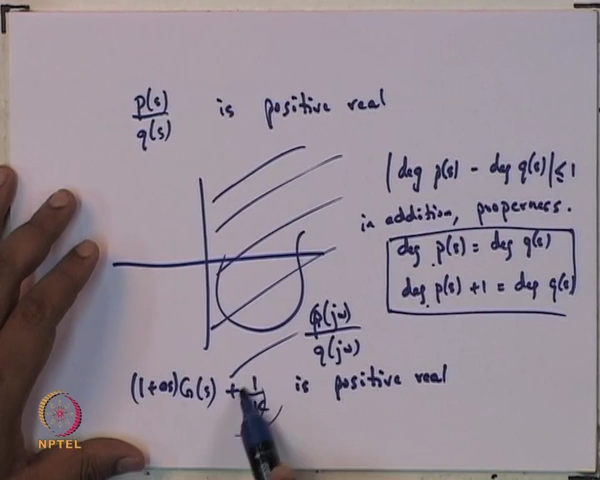 p(s)/q(s) is positive real
|deg p(s) - deg q(s)| ≤ 1
in addition, properness.
deg p(s) = deg q(s)
deg p(s) + 1 = deg q(s)
p(jω)/q(jω)
(1+as)G(s) + 1/k is positive real
NPTEL